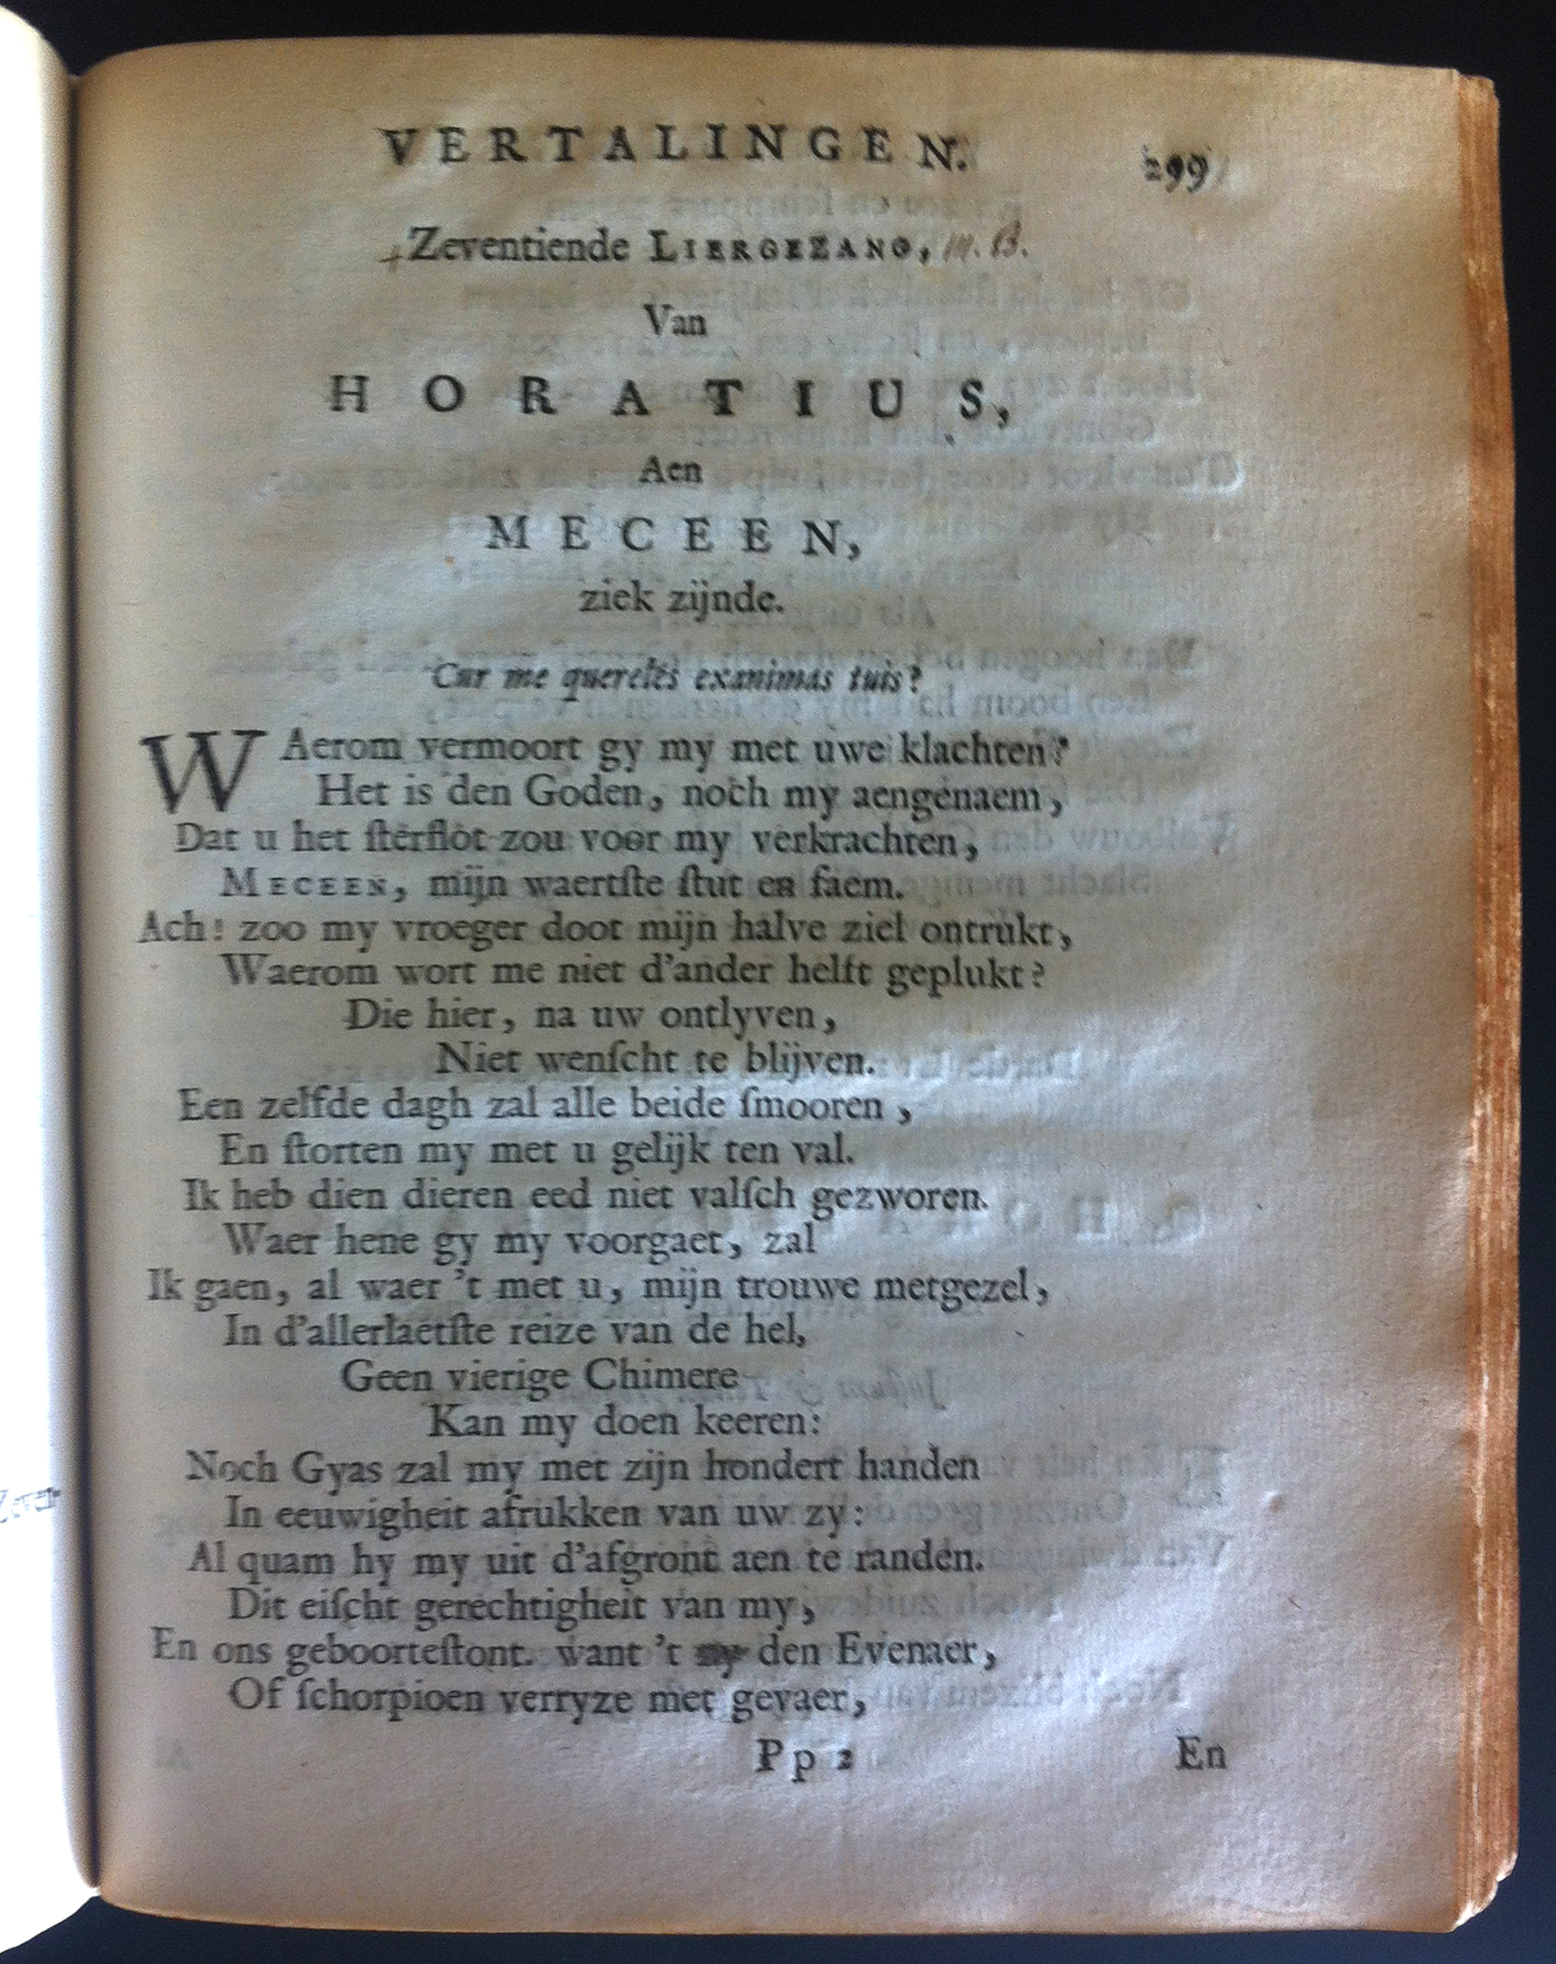 VERTALINGEN. 299
Zeventiende LIERGEZANG, B.
Van
HORATIUS,
Aen
MECEEN,
ziek zijnde.
Cur me querelis exanimas tuis?
WAerom vermoort gy my met uwe klachten?
Het is den Goden, noch my aengenaem,
Dat u het ſterflot zou voor my verkrachten,
MECEEN, mijn waertſte ſtut en faem.
Ach! zoo my vroeger doot mijn halve ziel ontrukt,
Waerom wort me niet d'ander helft geplukt?
Die hier, na uw ontlyven,
Niet wenſcht te blijven.
Een zelfde dagh zal alle beide ſmooren,
En ſtorten my met u gelijk ten val.
Ik heb dien dieren eed niet valſch gezworen.
Waer hene gy my voorgaet, zal
Ik gaen, al waer 't met u, mijn trouwe metgezel,
In d'allerlaetſte reize van de hel,
Geen vierige Chimere
Kan my doen keeren:
Noch Gyas zal my met zijn hondert handen
In eeuwigheit afrukken van uw zy:
Al quam hy my uit d'afgront aen te randen.
Dit eiſcht gerechtigheit van my,
En ons geboorteſtont. want 't zy den Evenaer,
Of ſchorpioen verryze met gevaer,
Pp 2 En